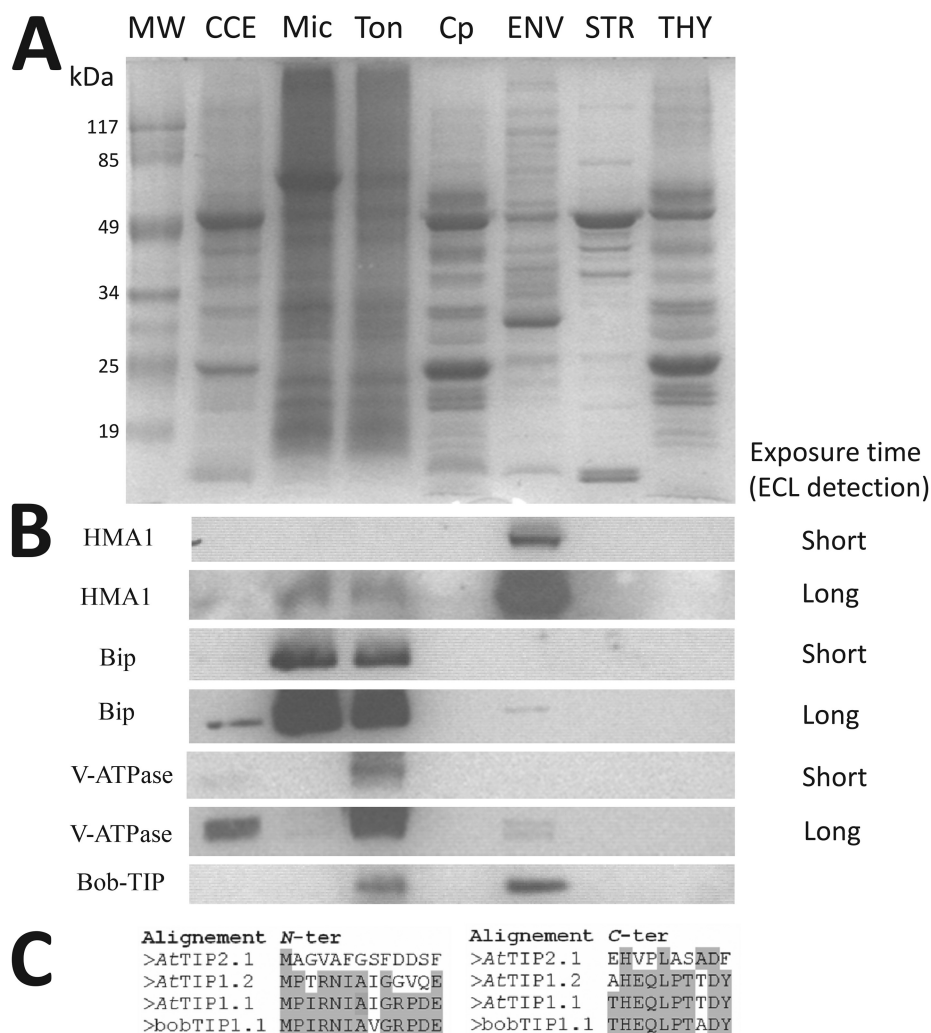 A
MW CCE Mic Ton Cp ENV STR THY
kDa
117
85
49
34
25
19
Exposure time
(ECL detection)
B
HMA1 Short
HMA1 Long
Bip Short
Bip Long
V-ATPase Short
V-ATPase Long
Bob-TIP
C
Alignement N-ter
>AtTIP2.1 MAGVAFGSFDDSF
>AtTIP1.2 MPTRNIAIGGVQE
>AtTIP1.1 MPIRNIAIGRPDE
>bobTIP1.1 MPIRNIAVGRPDE
Alignement C-ter
>AtTIP2.1 EHVPLASADF
>AtTIP1.2 AHEQLPTTDY
>AtTIP1.1 THEQLPTTDY
>bobTIP1.1 THEQLPTADY